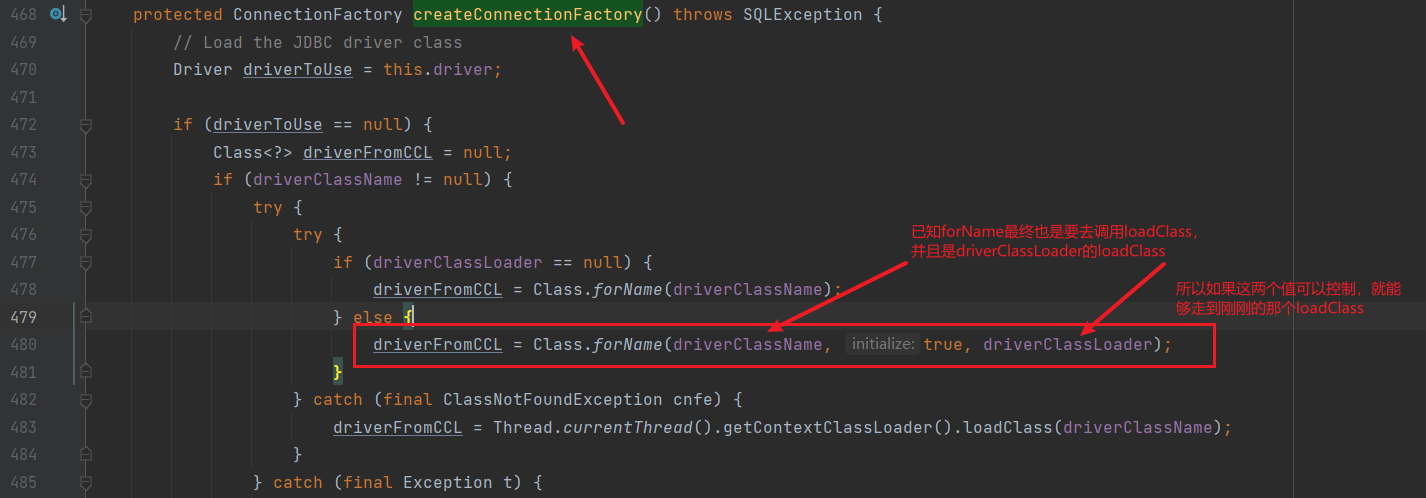 468 protected ConnectionFactory createConnectionFactory() throws SQLException {
469 // Load the JDBC driver class
470 Driver driverToUse = this.driver;
471
472 if (driverToUse == null) {
473 Class<?> driverFromCCL = null;
474 if (driverClassName != null) {
475 try {
476 try {
已知forName最终也是要去调用loadClass，
并且是driverClassLoader的loadClass
477 if (driverClassLoader == null) {
478 driverFromCCL = Class.forName(driverClassName);
所以如果这两个值可以控制，就能
够走到刚刚的那个loadClass
479 } else {
480 driverFromCCL = Class.forName(driverClassName, initialize: true, driverClassLoader);
481 }
482 } catch (final ClassNotFoundException cnfe) {
483 driverFromCCL = Thread.currentThread().getContextClassLoader().loadClass(driverClassName);
484 }
485 } catch (final Exception t) {